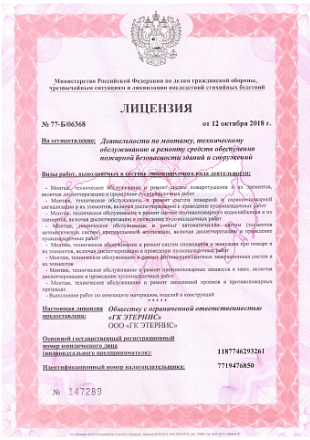 Министерство Российской Федерации по делам гражданской обороны,
чрезвычайным ситуациям и ликвидации последствий стихийных бедствий
ЛИЦЕНЗИЯ
№ 77-Б/06368 от 12 октября 2018 г.
На осуществление: Деятельности по монтажу, техническому
обслуживанию и ремонту средств обеспечения
пожарной безопасности зданий и сооружений
Виды работ, выполняемых в составе лицензируемого вида деятельности:
- Монтаж, техническое обслуживание и ремонт систем пожаротушения и их элементов,
включая диспетчеризацию и проведение пусконаладочных работ
- Монтаж, техническое обслуживание и ремонт систем пожарной и охранно-пожарной
сигнализации и их элементов, включая диспетчеризацию и проведение пусконаладочных работ
- Монтаж, техническое обслуживание и ремонт систем противопожарного водоснабжения и их
элементов, включая диспетчеризацию и проведение пусконаладочных работ
- Монтаж, техническое обслуживание и ремонт автоматических систем (элементов
автоматических систем) противодымной вентиляции, включая диспетчеризацию и проведение
пусконаладочных работ
- Монтаж, техническое обслуживание и ремонт систем оповещения и эвакуации при пожаре и
их элементов, включая диспетчеризацию и проведение пусконаладочных работ
- Монтаж, техническое обслуживание и ремонт фотолюминесцентных эвакуационных систем и
их элементов
- Монтаж, техническое обслуживание и ремонт противопожарных занавесов и завес, включая
диспетчеризацию и проведение пусконаладочных работ
- Монтаж, техническое обслуживание и ремонт заполнений проемов в противопожарных
преградах
- Выполнение работ по огнезащите материалов, изделий и конструкций
Настоящая лицензия Обществу с ограниченной ответственностью
предоставлена: «ГК ЭТЕРНИС»
ООО «ГК ЭТЕРНИС»
Основной государственный регистрационный
номер юридического лица
(индивидуального предпринимателя): 1187746293261
Идентификационный номер налогоплательщика: 7719476850
№ 147289